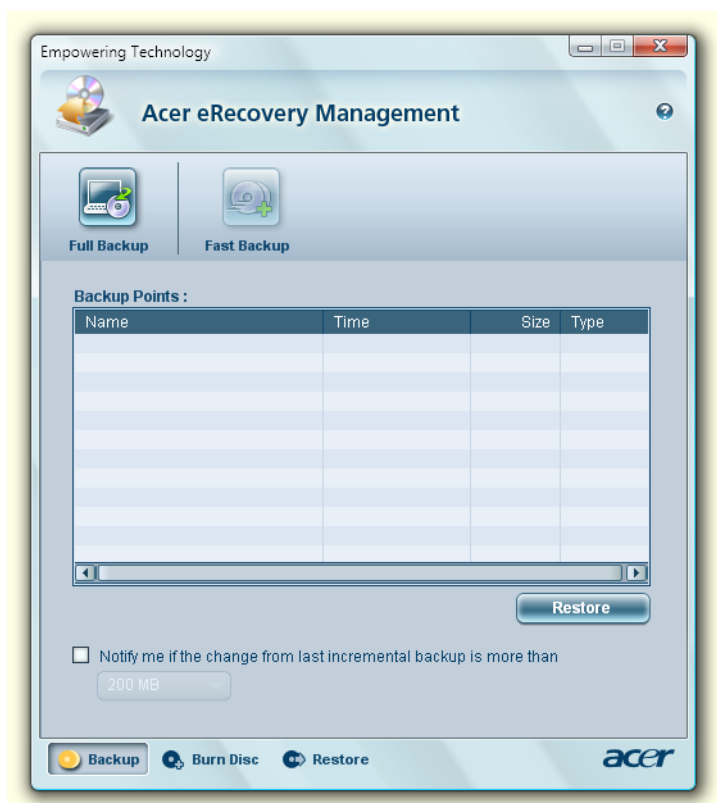 Empowering Technology
Acer eRecovery Management
Full Backup
Fast Backup
Backup Points :
Name Time Size Type
Restore
Notify me if the change from last incremental backup is more than
200 MB
Backup Burn Disc Restore acer